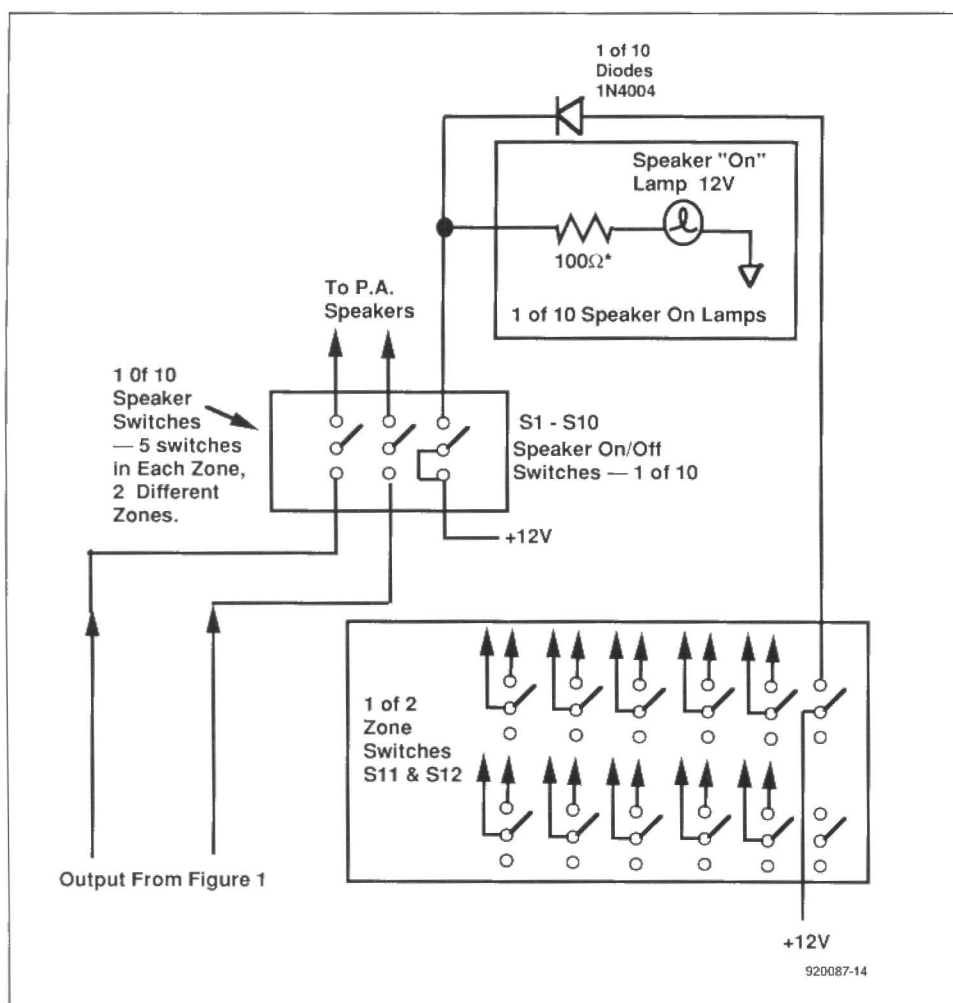 1 of 10
Diodes
1N4004
Speaker "On"
Lamp 12V
100Ω*
1 of 10 Speaker On Lamps
To P.A.
Speakers
1 0f 10
Speaker
Switches
— 5 switches
in Each Zone,
2 Different
Zones.
S1 - S10
Speaker On/Off
Switches — 1 of 10
+12V
1 of 2
Zone
Switches
S11 & S12
Output From Figure 1
+12V
920087-14